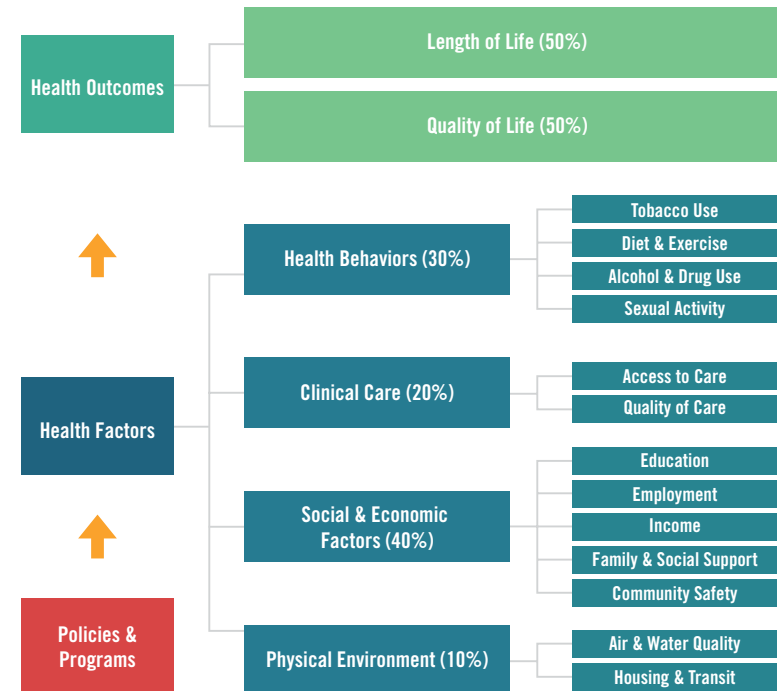 Health Outcomes
Length of Life (50%)
Quality of Life (50%)
Health Factors
Health Behaviors (30%)
Tobacco Use
Diet & Exercise
Alcohol & Drug Use
Sexual Activity
Clinical Care (20%)
Access to Care
Quality of Care
Social & Economic
Factors (40%)
Education
Employment
Income
Family & Social Support
Community Safety
Physical Environment (10%)
Air & Water Quality
Housing & Transit
Policies &
Programs